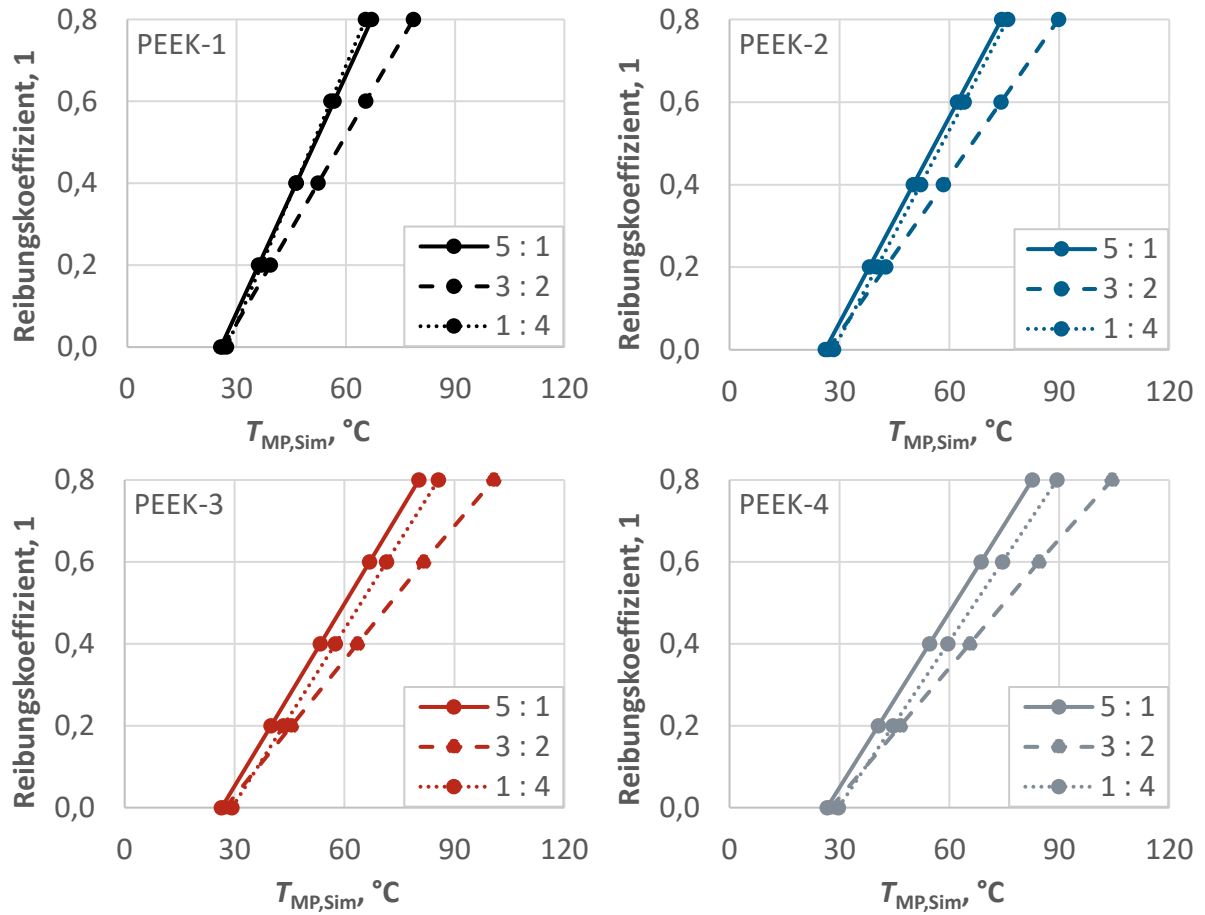 PEEK-1
Reibungskoeffizient, 1
0,8
0,6
0,4
0,2
0,0
0 30 60 90 120
T_MP,Sim, °C
5 : 1
3 : 2
1 : 4
PEEK-2
Reibungskoeffizient, 1
0,8
0,6
0,4
0,2
0,0
0 30 60 90 120
T_MP,Sim, °C
5 : 1
3 : 2
1 : 4
PEEK-3
Reibungskoeffizient, 1
0,8
0,6
0,4
0,2
0,0
0 30 60 90 120
T_MP,Sim, °C
5 : 1
3 : 2
1 : 4
PEEK-4
Reibungskoeffizient, 1
0,8
0,6
0,4
0,2
0,0
0 30 60 90 120
T_MP,Sim, °C
5 : 1
3 : 2
1 : 4